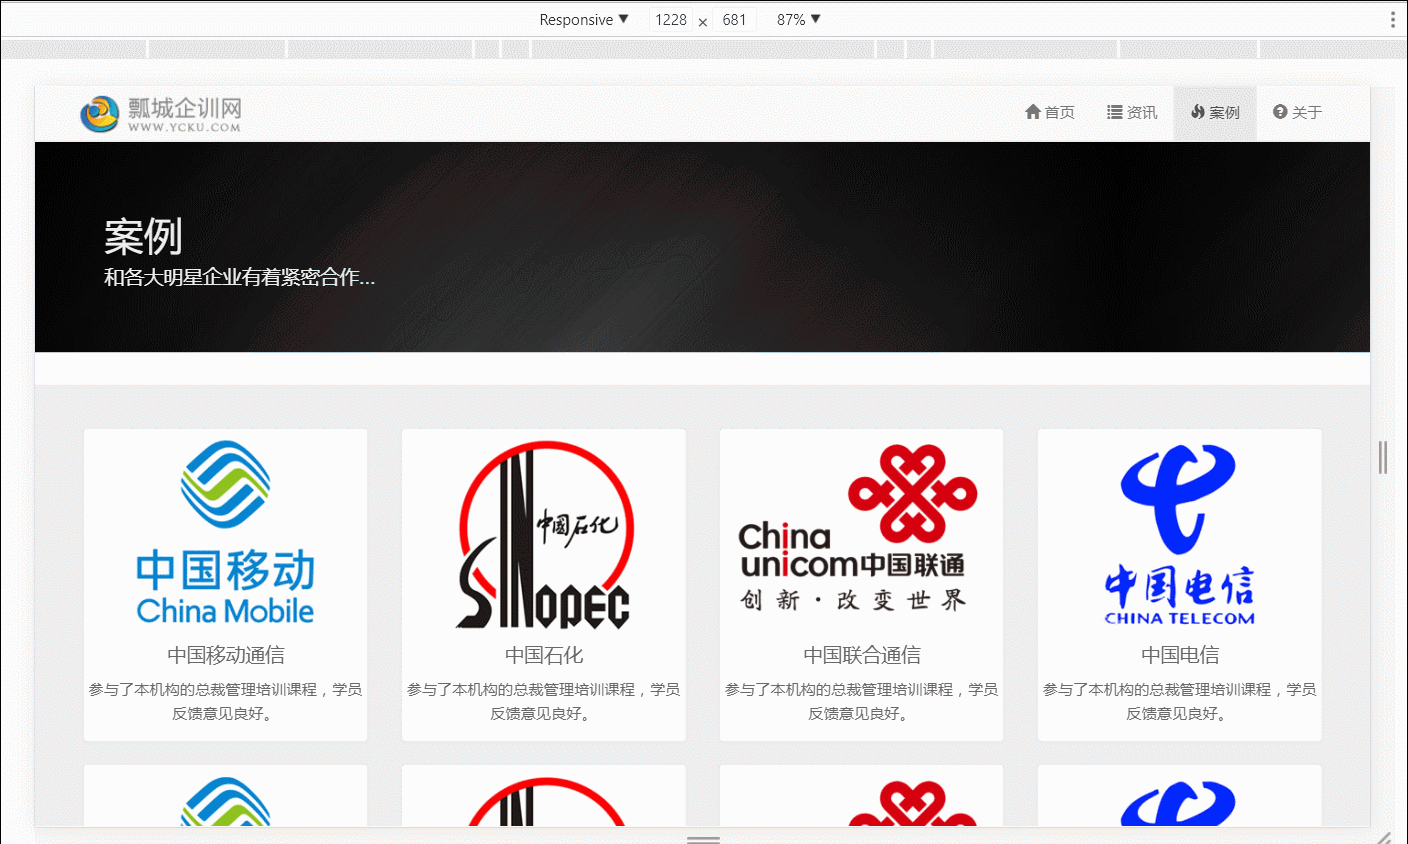 Responsive ▼ 1228 × 681 87% ▼
瓢城企训网
WWW.YCKU.COM
首页 资讯 案例 关于
案例
和各大明星企业有着紧密合作...
中国移动
China Mobile
中国石化
SINOPEC
China
unicom中国联通
创新·改变世界
中国电信
CHINA TELECOM
中国移动通信
参与了本机构的总裁管理培训课程，学员
反馈意见良好。
中国石化
参与了本机构的总裁管理培训课程，学员
反馈意见良好。
中国联合通信
参与了本机构的总裁管理培训课程，学员
反馈意见良好。
中国电信
参与了本机构的总裁管理培训课程，学员
反馈意见良好。